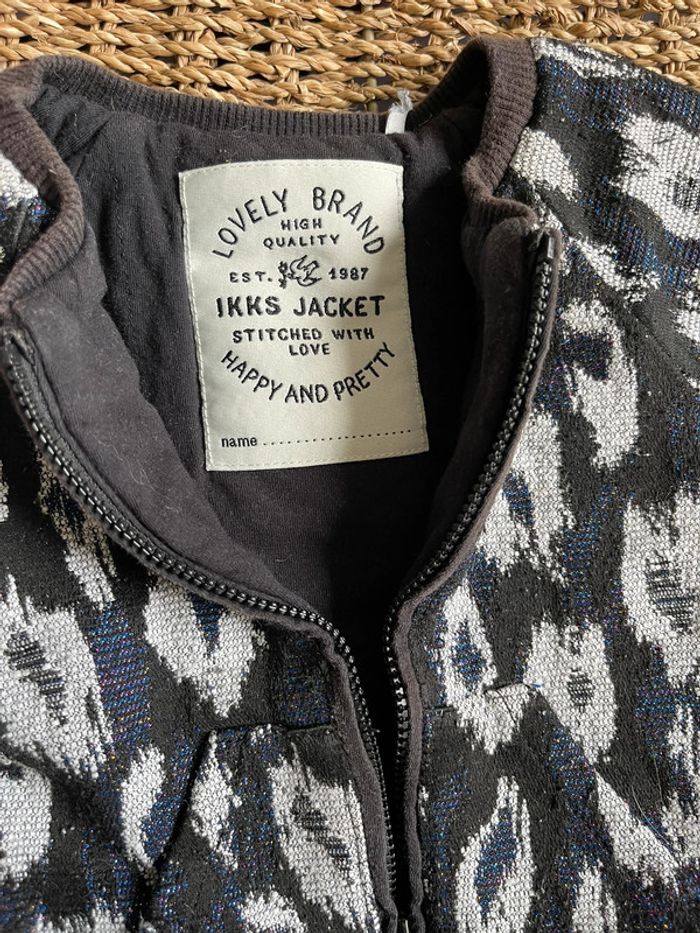 LOVELY BRAND
HIGH
QUALITY
EST. 1987
IKKS JACKET
STITCHED WITH
LOVE
HAPPY AND PRETTY
name ......................